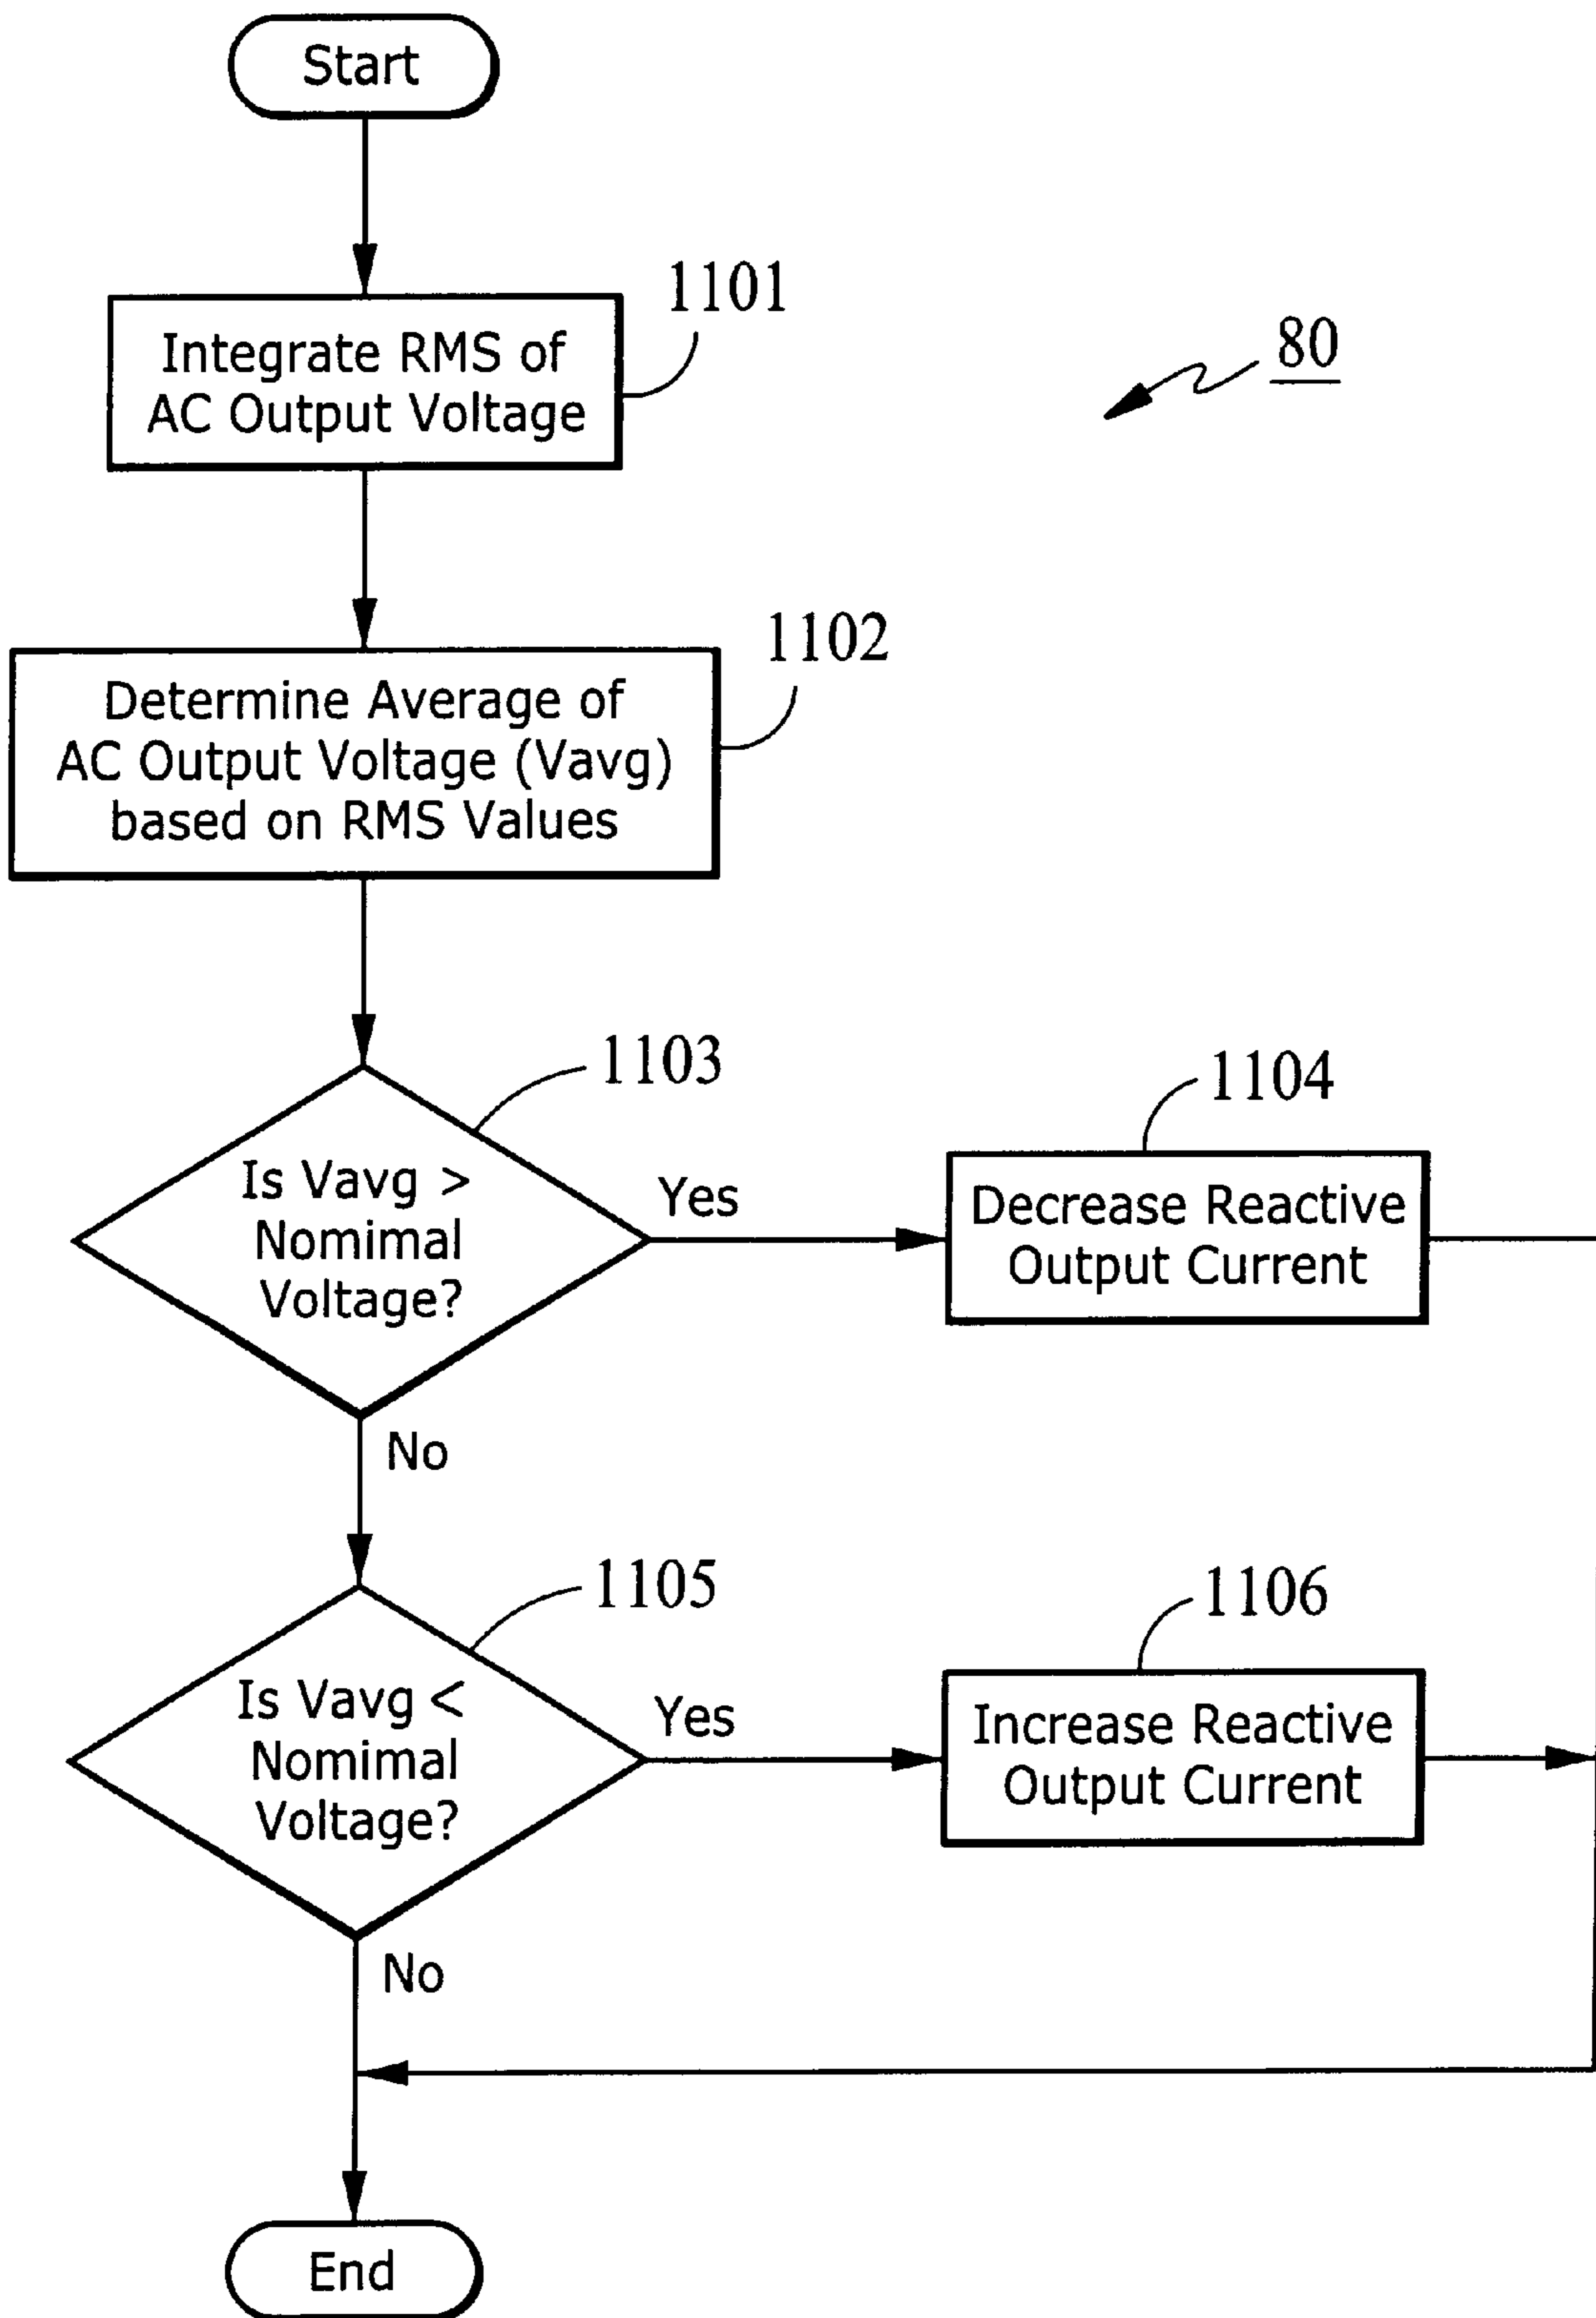 Start
1101
Integrate RMS of
AC Output Voltage
80
1102
Determine Average of
AC Output Voltage (Vavg)
based on RMS Values
1103
Is Vavg >
Nomimal
Voltage?
Yes
1104
Decrease Reactive
Output Current
No
1105
Is Vavg <
Nomimal
Voltage?
Yes
1106
Increase Reactive
Output Current
No
End